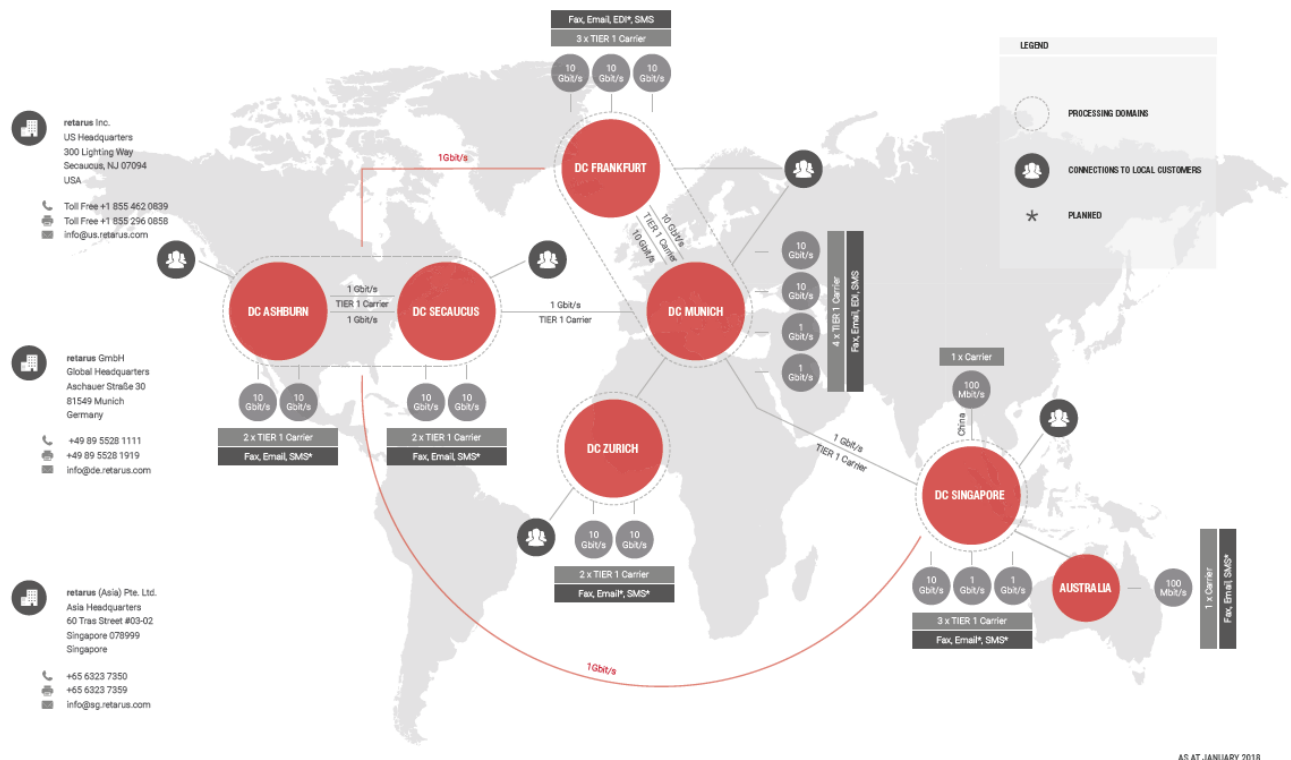 Fax, Email, EDI*, SMS
3 x TIER 1 Carrier
10
Gbit/s
10
Gbit/s
10
Gbit/s
LEGEND
PROCESSING DOMAINS
CONNECTIONS TO LOCAL CUSTOMERS
* PLANNED
retarus Inc.
US Headquarters
300 Lighting Way
Secaucus, NJ 07094
USA
Toll Free +1 855 462 0839
Toll Free +1 855 296 0858
info@us.retarus.com
1Gbit/s
DC FRANKFURT
10 Gbit/s
TIER 1 Carrier
10 Gbit/s
DC ASHBURN
1 Gbit/s
TIER 1 Carrier
1 Gbit/s
DC SECAUCUS
1 Gbit/s
TIER 1 Carrier
DC MUNICH
10
Gbit/s
10
Gbit/s
1
Gbit/s
1
Gbit/s
4 x TIER 1 Carrier
Fax, Email, EDI, SMS
retarus GmbH
Global Headquarters
Aschauer Straße 30
81549 Munich
Germany
+49 89 5528 1111
+49 89 5528 1919
info@de.retarus.com
10
Gbit/s
10
Gbit/s
2 x TIER 1 Carrier
Fax, Email, SMS*
10
Gbit/s
10
Gbit/s
2 x TIER 1 Carrier
Fax, Email, SMS*
DC ZURICH
10
Gbit/s
10
Gbit/s
2 x TIER 1 Carrier
Fax, Email*, SMS*
1 Gbit/s
TIER 1 Carrier
1 x Carrier
100
Mbit/s
China
DC SINGAPORE
10
Gbit/s
1
Gbit/s
1
Gbit/s
3 x TIER 1 Carrier
Fax, Email*, SMS*
AUSTRALIA
100
Mbit/s
1 x Carrier
Fax, Email, SMS*
retarus (Asia) Pte. Ltd.
Asia Headquarters
60 Tras Street #03-02
Singapore 078999
Singapore
+65 6323 7350
+65 6323 7359
info@sg.retarus.com
1Gbit/s
AS AT JANUARY 2018